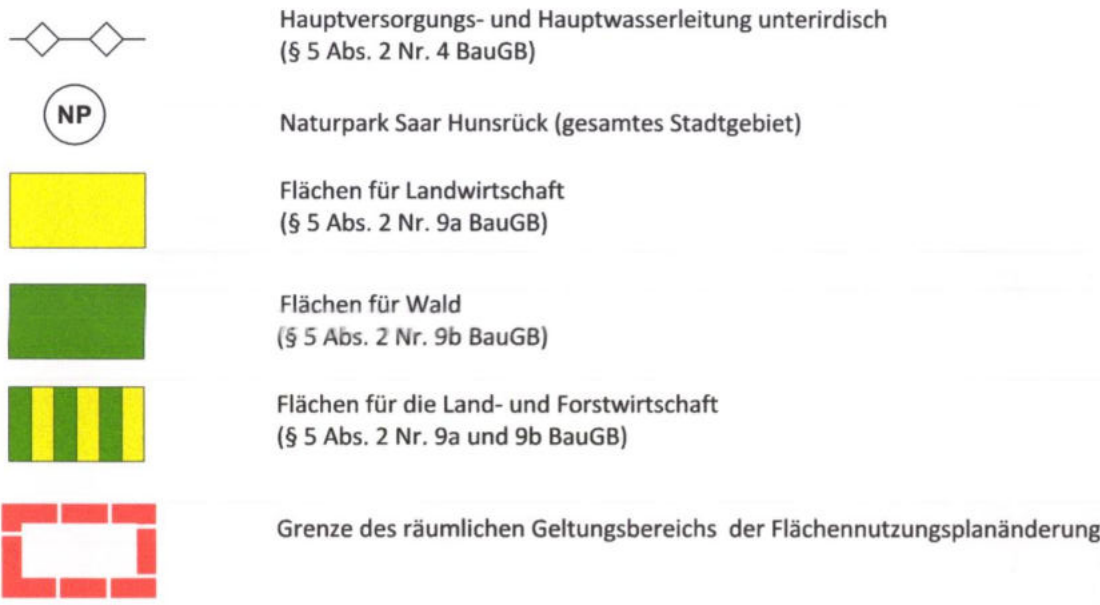 Hauptversorgungs- und Hauptwasserleitung unterirdisch
(§ 5 Abs. 2 Nr. 4 BauGB)
NP
Naturpark Saar Hunsrück (gesamtes Stadtgebiet)
Flächen für Landwirtschaft
(§ 5 Abs. 2 Nr. 9a BauGB)
Flächen für Wald
(§ 5 Abs. 2 Nr. 9b BauGB)
Flächen für die Land- und Forstwirtschaft
(§ 5 Abs. 2 Nr. 9a und 9b BauGB)
Grenze des räumlichen Geltungsbereichs der Flächennutzungsplanänderung